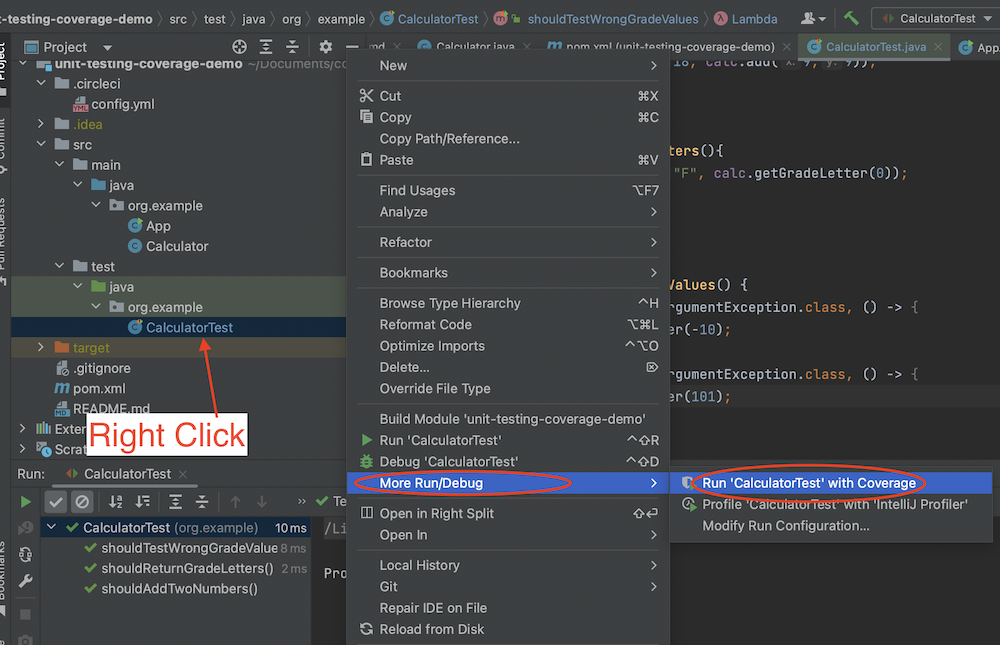 nit-testing-coverage-demo › src › test › java › org › example › CalculatorTest › shouldTestWrongGradeValues › Lambda CalculatorTest
Project
md
Calculator.java
pom.xml (unit-testing-coverage-demo)
CalculatorTest.java
App.
unit-testing-coverage-demo ~/Documents/co
.circleci
config.yml
.idea
src
main
java
org.example
App
Calculator
test
java
org.example
CalculatorTest
target
.gitignore
pom.xml
README.md
Exter
Scrat
Right Click
Project
Commit
Pull Requests
Bookmarks
New
Cut ⌘X
Copy ⌘C
Copy Path/Reference...
Paste ⌘V
Find Usages ⌥F7
Analyze
Refactor
Bookmarks
Browse Type Hierarchy ^H
Reformat Code ⌥⌘L
Optimize Imports ^⌥O
Delete... ⌦
Override File Type
Build Module 'unit-testing-coverage-demo'
Run 'CalculatorTest' ^⇧R
Debug 'CalculatorTest' ^⇧D
More Run/Debug
Open in Right Split ⇧↩
Open In
Local History
Git
Repair IDE on File
Reload from Disk
Run 'CalculatorTest' with Coverage
Profile 'CalculatorTest' with 'IntelliJ Profiler'
Modify Run Configuration...
18, calc.add( x: 9, y: 9));
ters(){
"F", calc.getGradeLetter(0));
Values() {
rgumentException.class, () -> {
er(-10);
rgumentException.class, () -> {
er(101);
Run: CalculatorTest
» Te
CalculatorTest (org.example) 10 ms
shouldTestWrongGradeValue 8 ms
shouldReturnGradeLetters() 2 ms
shouldAddTwoNumbers()
/Li
Pro